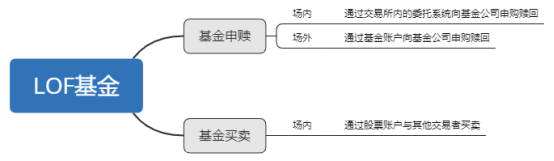 场内 通过交易所内的委托系统向基金公司申购赎回
基金申赎
场外 通过基金账户向基金公司申购赎回
LOF基金
基金买卖 场内 通过股票账户与其他交易者买卖